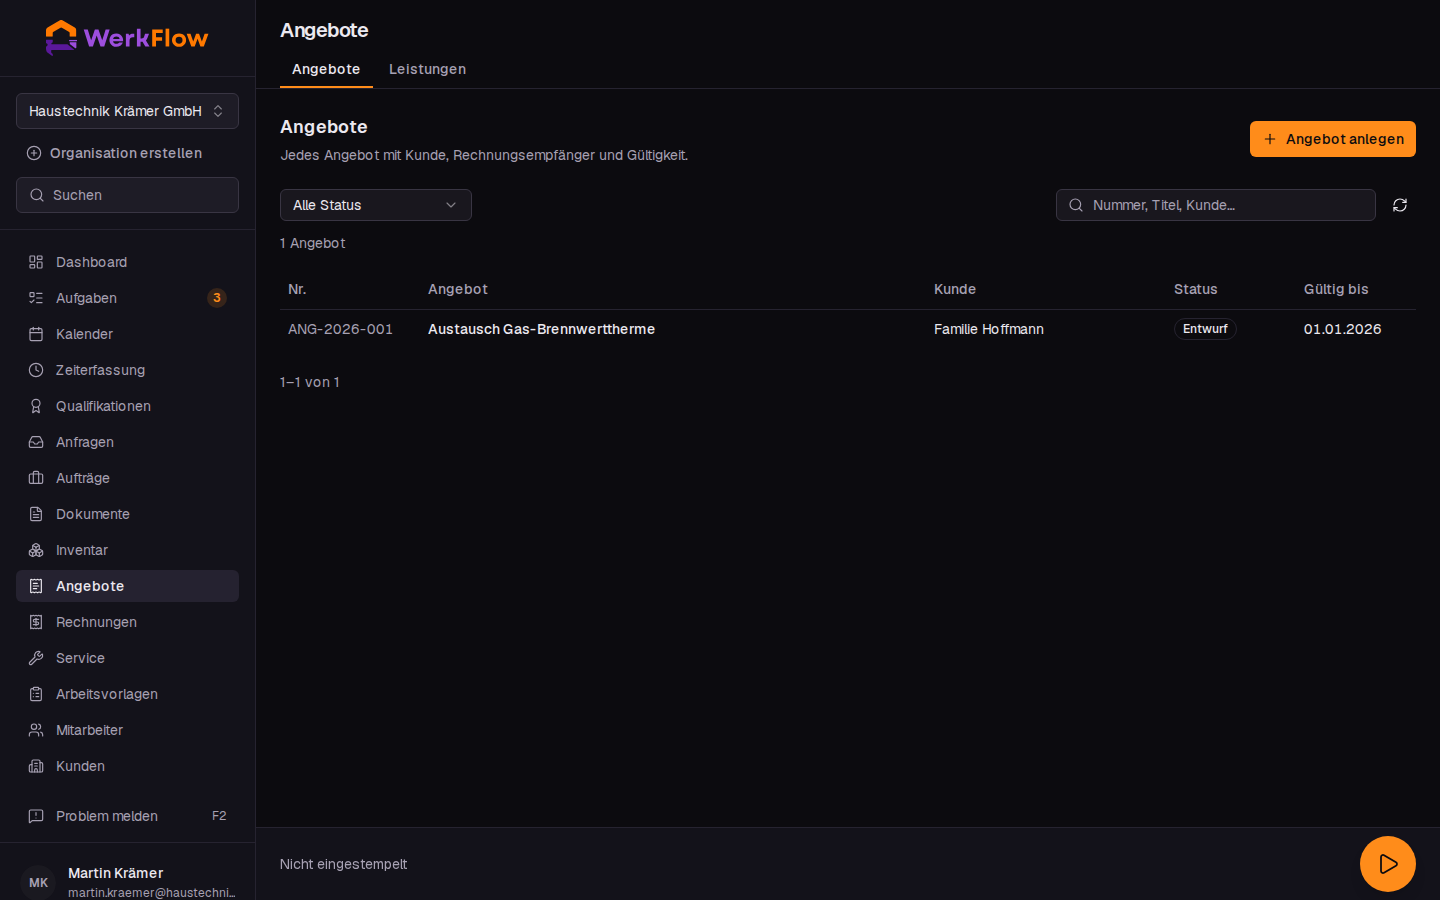 WerkFlow
Haustechnik Krämer GmbH
Organisation erstellen
Suchen
Dashboard
Aufgaben 3
Kalender
Zeiterfassung
Qualifikationen
Anfragen
Aufträge
Dokumente
Inventar
Angebote
Rechnungen
Service
Arbeitsvorlagen
Mitarbeiter
Kunden
Problem melden F2
MK
Martin Krämer
martin.kraemer@haustechni...
Angebote
Angebote Leistungen
Angebote
Jedes Angebot mit Kunde, Rechnungsempfänger und Gültigkeit.
Angebot anlegen
Alle Status
Nummer, Titel, Kunde...
1 Angebot
Nr. Angebot Kunde Status Gültig bis
ANG-2026-001 Austausch Gas-Brennwerttherme Familie Hoffmann Entwurf 01.01.2026
1–1 von 1
Nicht eingestempelt